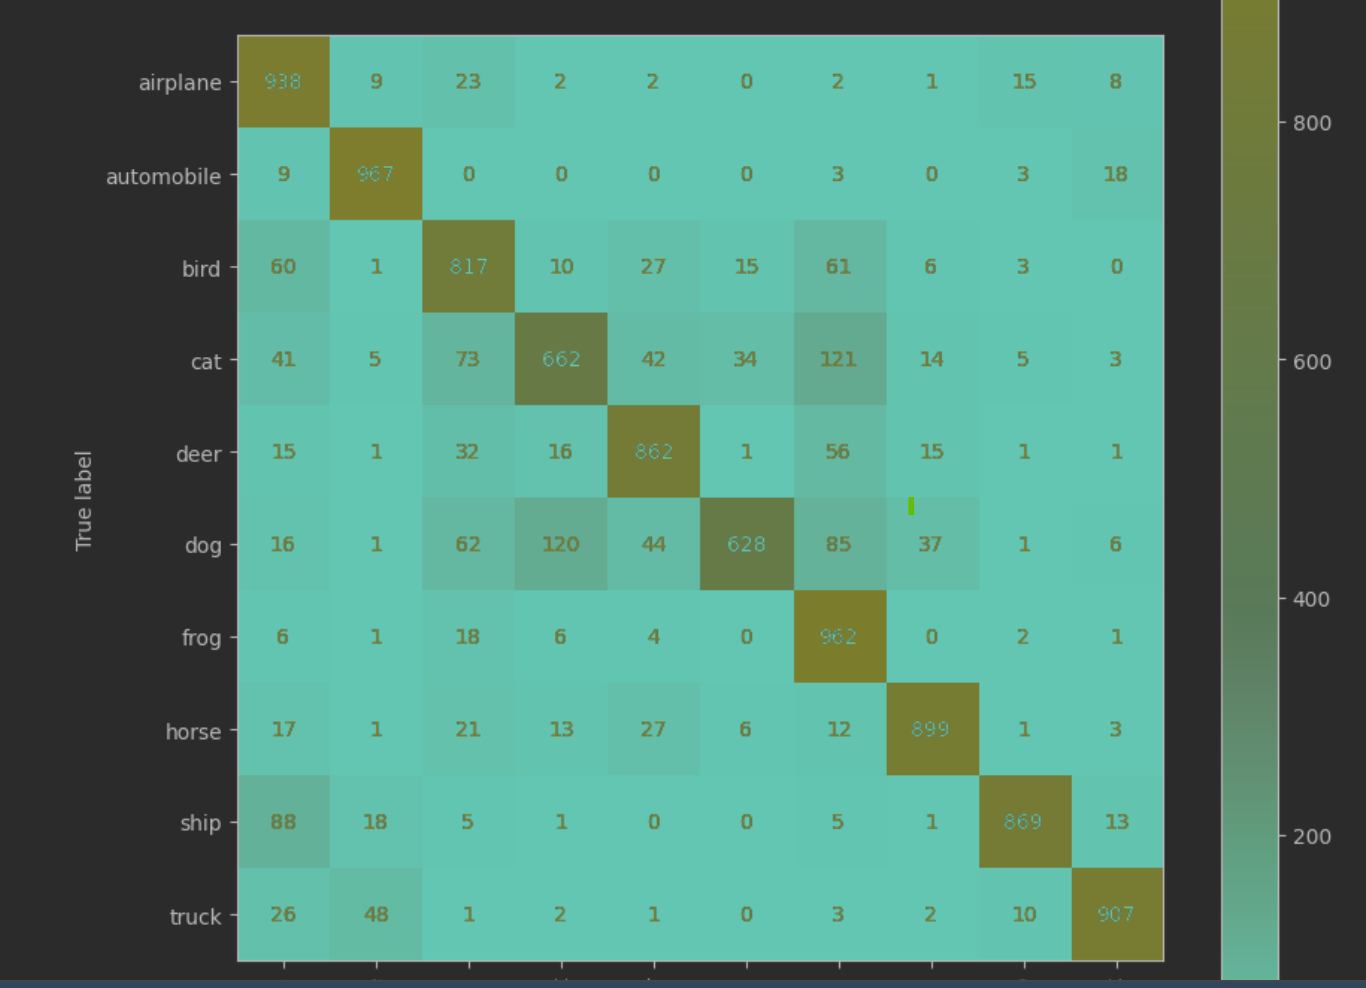 airplane 938 9 23 2 2 0 2 1 15 8
800
automobile 9 967 0 0 0 0 3 0 3 18
bird 60 1 817 10 27 15 61 6 3 0
cat 41 5 73 662 42 34 121 14 5 3
600
deer 15 1 32 16 862 1 56 15 1 1
True label
dog 16 1 62 120 44 628 85 37 1 6
400
frog 6 1 18 6 4 0 962 0 2 1
horse 17 1 21 13 27 6 12 899 1 3
ship 88 18 5 1 0 0 5 1 869 13
200
truck 26 48 1 2 1 0 3 2 10 907